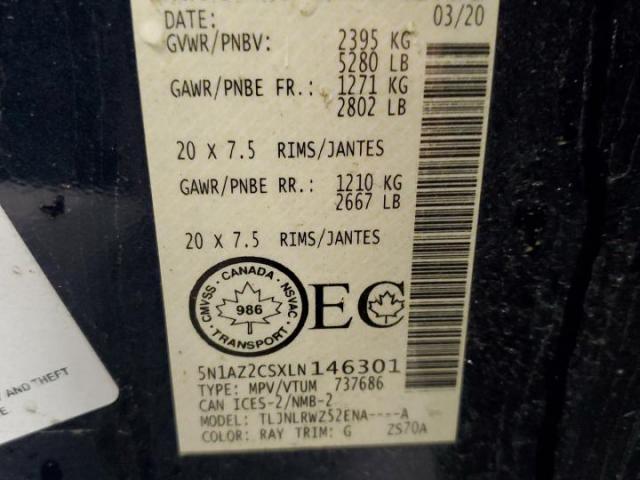 DATE: 03/20
GVWR/PNBV: 2395 KG
5280 LB
GAWR/PNBE FR.: 1271 KG
2802 LB
20 X 7.5 RIMS/JANTES
GAWR/PNBE RR.: 1210 KG
2667 LB
20 X 7.5 RIMS/JANTES
CANADA
CMVSS
NSVAC
986
TRANSPORT
EC
5N1AZ2CSXLN146301
TYPE: MPV/VTUM 737686
CAN ICES-2/NMB-2
MODEL: TLJNLRWZ52ENA----A
COLOR: RAY TRIM: G ZS70A
AND THEFT